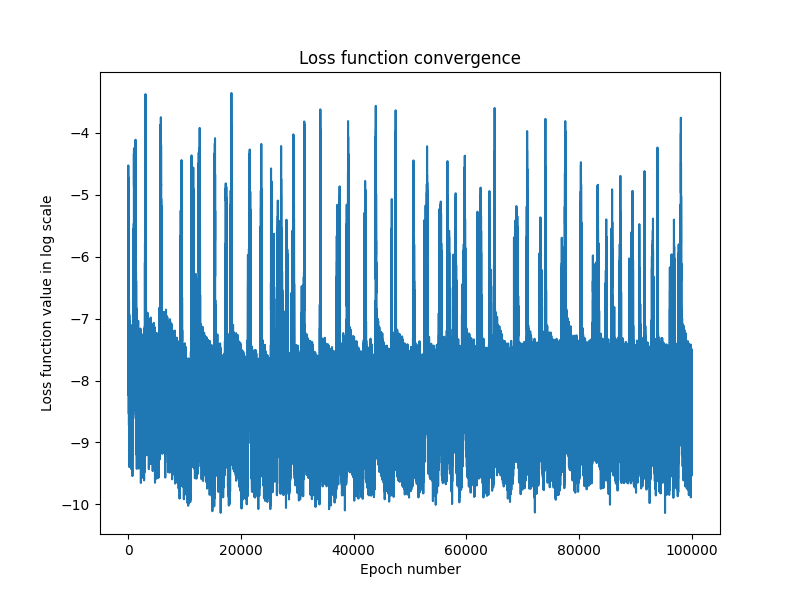 Loss function convergence
Loss function value in log scale
−4
−5
−6
−7
−8
−9
−10
0 20000 40000 60000 80000 100000
Epoch number